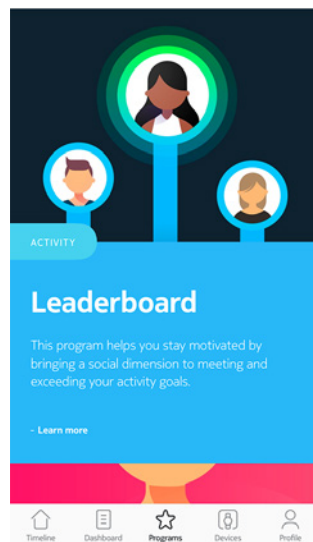 ACTIVITY
Leaderboard
This program helps you stay motivated by
bringing a social dimension to meeting and
exceeding your activity goals.
- Learn more
Timeline Dashboard Programs Devices Profile